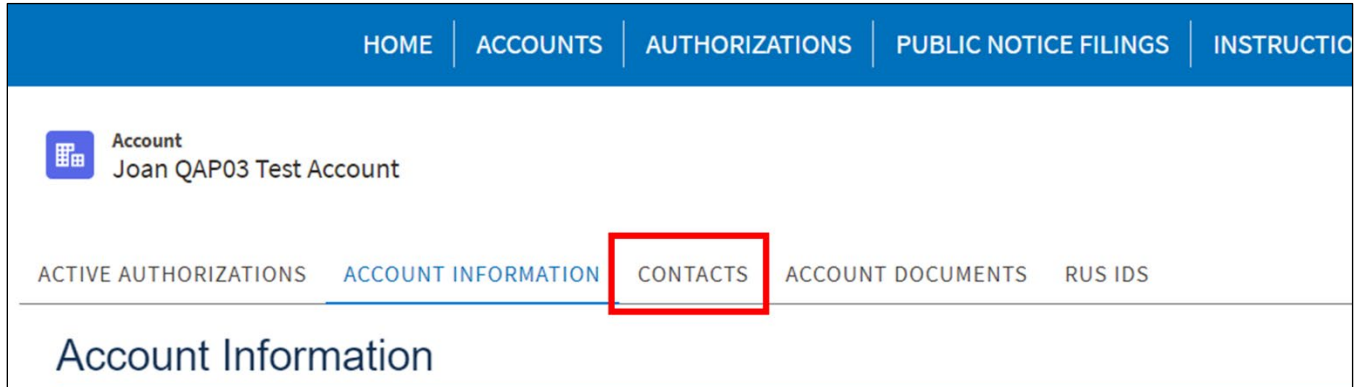 HOME ACCOUNTS AUTHORIZATIONS PUBLIC NOTICE FILINGS INSTRUCTIO
Account
Joan QAP03 Test Account
ACTIVE AUTHORIZATIONS ACCOUNT INFORMATION CONTACTS ACCOUNT DOCUMENTS RUS IDS
Account Information